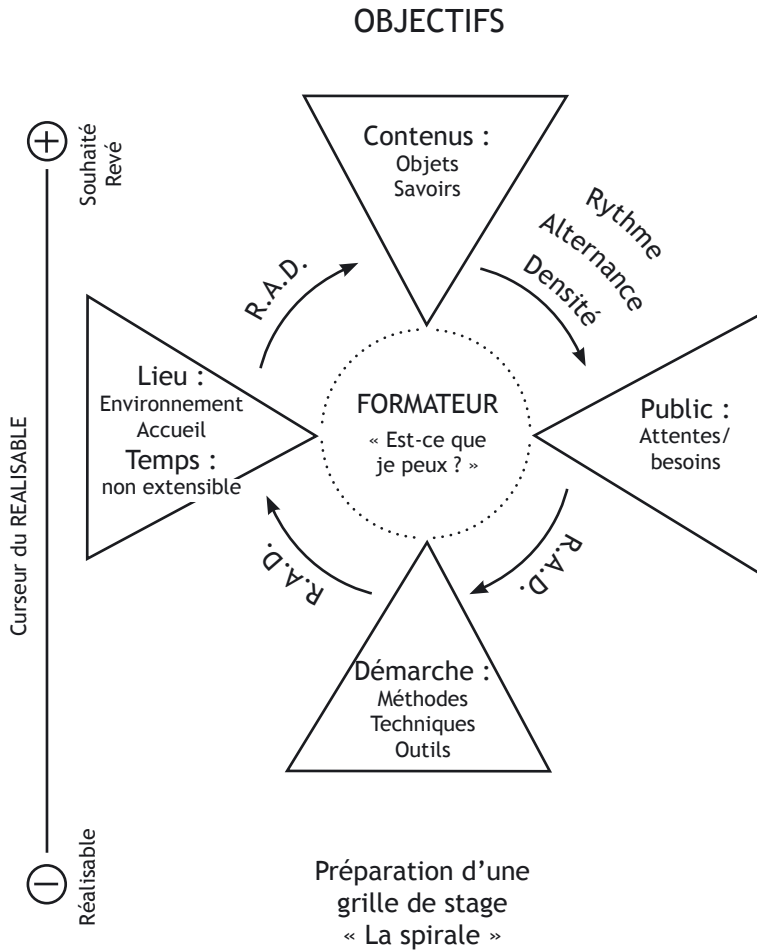 OBJECTIFS
Souhaité
Revé
Curseur du REALISABLE
Réalisable
Contenus :
Objets
Savoirs
Rythme
Alternance
Densité
R.A.D.
Lieu :
Environnement
Accueil
Temps :
non extensible
FORMATEUR
« Est-ce que
je peux ? »
Public :
Attentes/
besoins
R.A.D.
R.A.D.
Démarche :
Méthodes
Techniques
Outils
Préparation d’une
grille de stage
« La spirale »